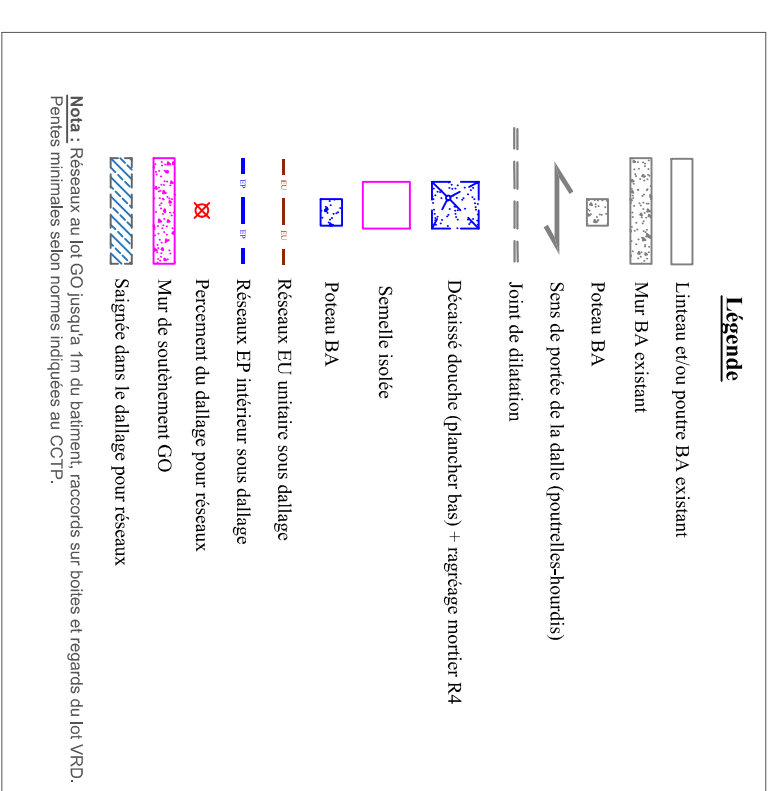 Légende
Linteau et/ou poutre BA existant
Mur BA existant
Poteau BA
Sens de portée de la dalle (poutrelles-hourdis)
Joint de dilatation
Décaissé douche (plancher bas) + ragréage mortier R4
Semelle isolée
Poteau BA
EU EU Réseaux EU unitaire sous dallage
EP EP Réseaux EP intérieur sous dallage
Percement du dallage pour réseaux
Mur de soutènement GO
Saignée dans le dallage pour réseaux
Nota : Réseaux au lot GO jusqu'a 1m du batiment, raccords sur boites et regards du lot VRD.
Pentes minimales selon normes indiquées au CCTP.